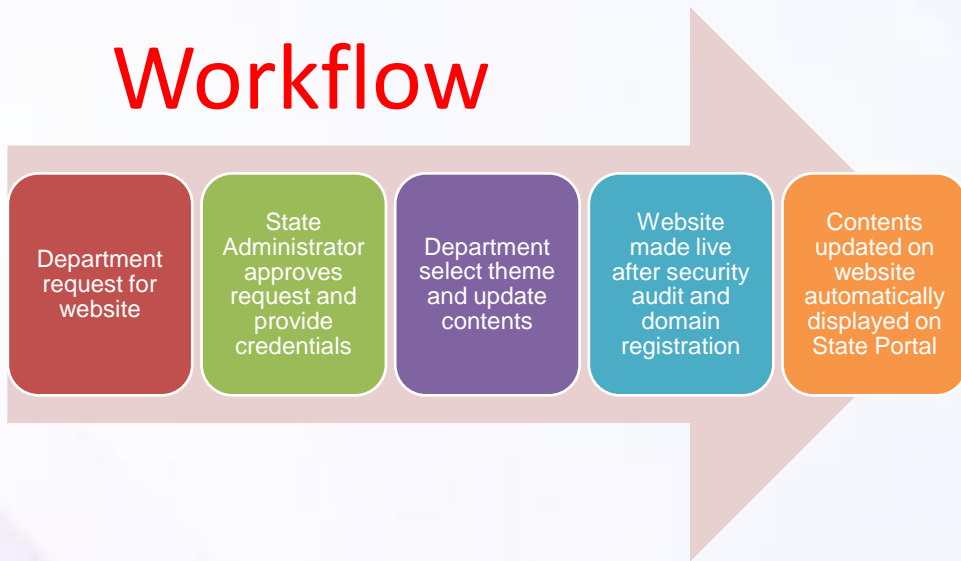 Workflow
Department
request for
website
State
Administrator
approves
request and
provide
credentials
Department
select theme
and update
contents
Website
made live
after security
audit and
domain
registration
Contents
updated on
website
automatically
displayed on
State Portal